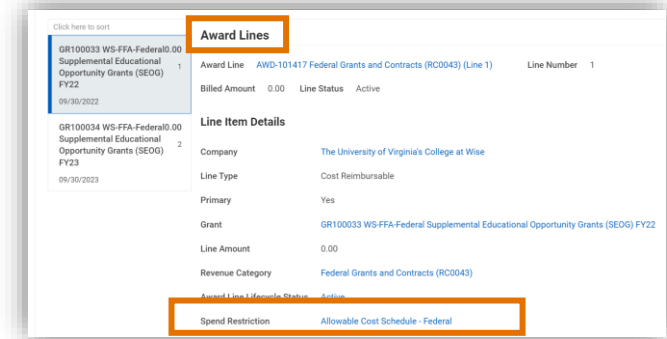 Click here to sort
GR100033 WS-FFA-Federal0.00
Supplemental Educational
Opportunity Grants (SEOG) 1
FY22
09/30/2022
GR100034 WS-FFA-Federal0.00
Supplemental Educational
Opportunity Grants (SEOG) 2
FY23
09/30/2023
Award Lines
Award Line AWD-101417 Federal Grants and Contracts (RC0043) (Line 1) Line Number 1
Billed Amount 0.00 Line Status Active
Line Item Details
Company The University of Virginia's College at Wise
Line Type Cost Reimbursable
Primary Yes
Grant GR100033 WS-FFA-Federal Supplemental Educational Opportunity Grants (SEOG) FY22
Line Amount 0.00
Revenue Category Federal Grants and Contracts (RC0043)
Award Line Lifecycle Status Active
Spend Restriction Allowable Cost Schedule - Federal